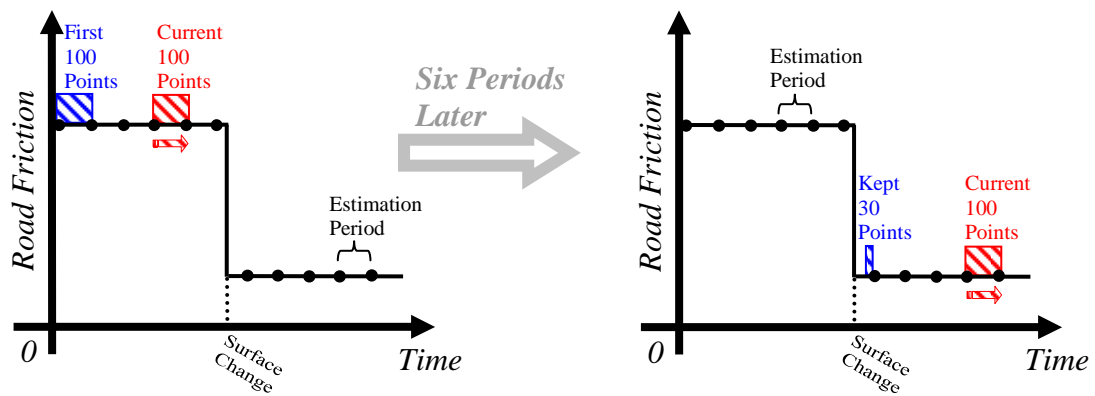 First
100
Points
Current
100
Points
Road Friction
Estimation
Period
0
Surface
Change
Time
Six Periods
Later
Estimation
Period
Road Friction
Kept
30
Points
Current
100
Points
0
Surface
Change
Time